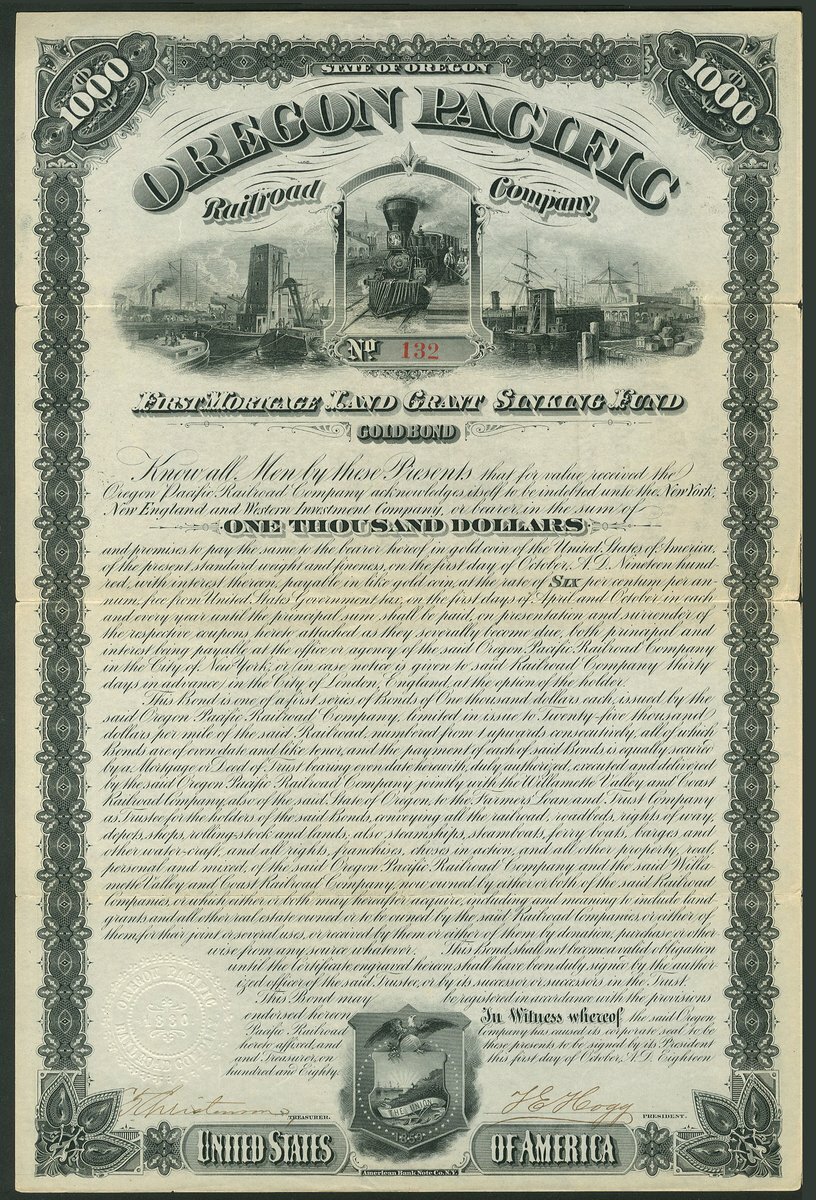 1000
STATE OF OREGON
1000
OREGON PACIFIC
Railroad Company
No 132
FIRST MORTGAGE LAND GRANT SINKING FUND
GOLD BOND
Know all Men by these Presents that for value received the
Oregon Pacific Railroad Company acknowledges itself to be indebted unto the New York,
New England and Western Investment Company, or bearer, in the sum of
ONE THOUSAND DOLLARS
and promises to pay the same to the bearer hereof in gold coin of the United States of America,
of the present standard weight and fineness, on the first day of October, A.D. Nineteen hun-
dred, with interest thereon, payable in like gold coin, at the rate of SIX per centum per an-
num, free from United States Government tax, on the first days of April and October in each
and every year until the principal sum shall be paid, on presentation and surrender of
the respective coupons hereto attached as they severally become due, both principal and
interest being payable at the office or agency of the said Oregon Pacific Railroad Company
in the City of New York, or (in case notice is given to said Railroad Company thirty
days in advance) in the City of London, England, at the option of the holder.
This Bond is one of a first series of Bonds of One thousand dollars each, issued by the
said Oregon Pacific Railroad Company, limited in issue to Twenty-five thousand
dollars per mile of the said Railroad, numbered from 1 upwards consecutively, all of which
Bonds are of even date and like tenor, and the payment of each of said Bonds is equally secured
by a Mortgage or Deed of Trust bearing even date herewith, duly authorized, executed and delivered
by the said Oregon Pacific Railroad Company jointly with the Willamette Valley and Coast
Railroad Company, also of the said State of Oregon, to the Farmers' Loan and Trust Company
as Trustee for the holders of the said Bonds, conveying all the railroad, roadbeds, rights of way,
depots, shops, rolling-stock and lands, also steamships, steamboats, ferry boats, barges and
other water-craft, and all rights, franchises, choses in action, and all other property, real,
personal and mixed, of the said Oregon Pacific Railroad Company and the said Willa-
mette Valley and Coast Railroad Company, now owned by either or both of the said Railroad
Companies, or which either or both may hereafter acquire, including and meaning to include land
grants and all other real estate owned or to be owned by the said Railroad Companies, or either of
them, for their joint or several uses, or received by them or either of them by donation, purchase or other-
wise from any source whatever. This Bond shall not become a valid obligation
until the Certificate engraved hereon shall have been duly signed by the author-
ized officer of the said Trustee, or by its successor or successors in the Trust.
This Bond may be registered in accordance with the provisions
endorsed hereon. In Witness whereof the said Oregon
Pacific Railroad Company has caused its corporate seal to be
hereto affixed, and these presents to be signed by its President
and Treasurer, on this first day of October, A.D. Eighteen
hundred and Eighty.
OREGON PACIFIC
1880
RAILROAD COMPANY
THE UNION
TREASURER.
T E Hogg
PRESIDENT.
UNITED STATES OF AMERICA
American Bank Note Co. N.Y.